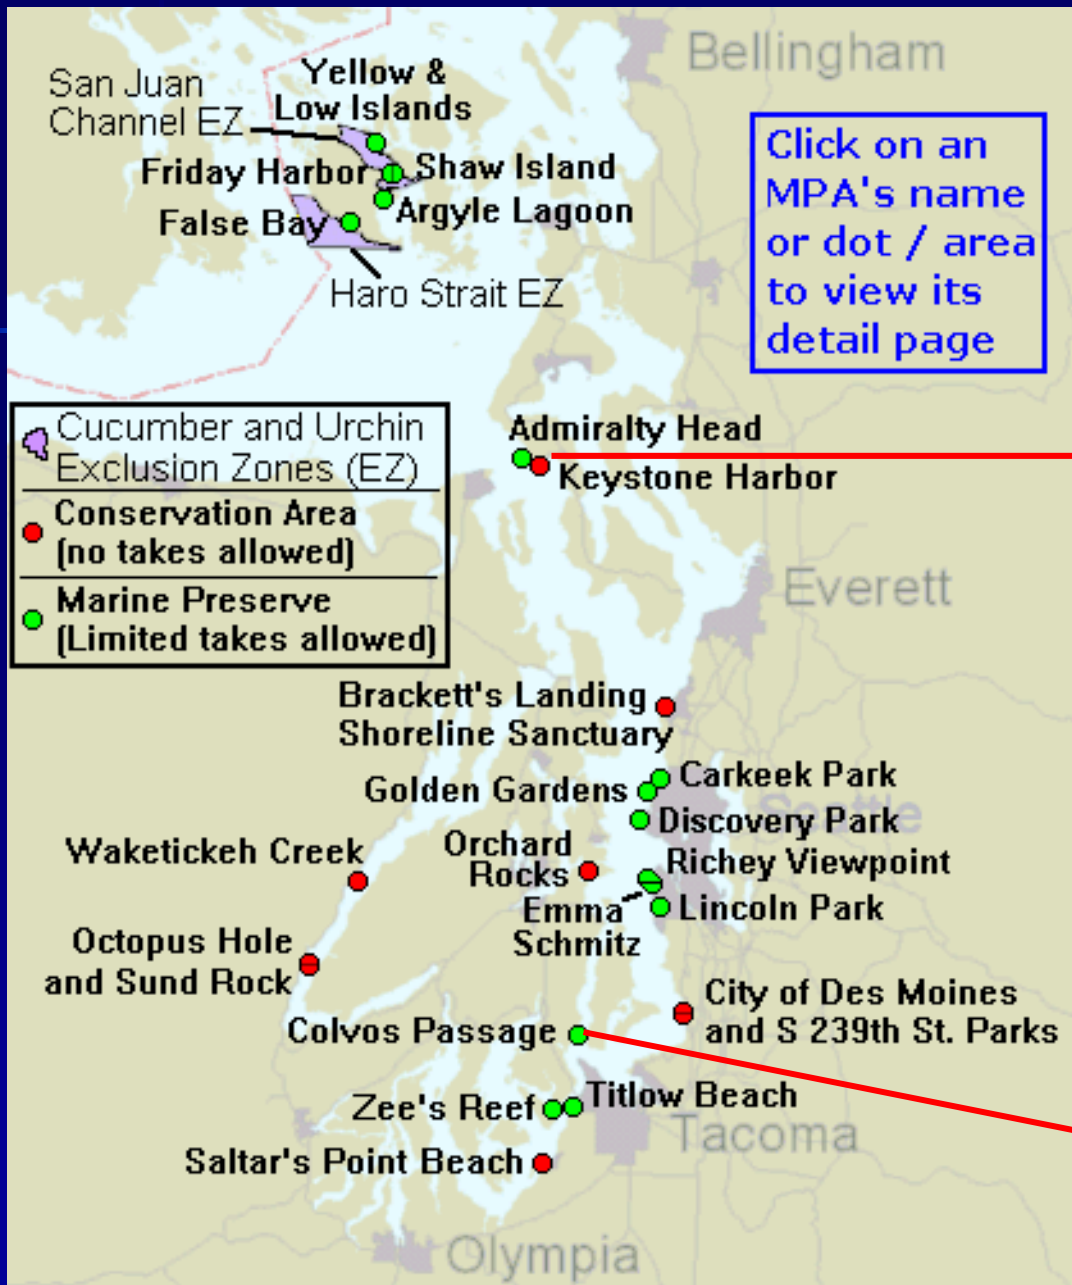 Bellingham
San Juan
Channel EZ
Yellow &
Low Islands
Friday Harbor
Shaw Island
Argyle Lagoon
False Bay
Haro Strait EZ
Click on an
MPA's name
or dot / area
to view its
detail page
Cucumber and Urchin
Exclusion Zones (EZ)
Conservation Area
(no takes allowed)
Marine Preserve
(Limited takes allowed)
Admiralty Head
Keystone Harbor
Everett
Brackett's Landing
Shoreline Sanctuary
Carkeek Park
Golden Gardens
Seattle
Discovery Park
Waketickeh Creek
Orchard
Rocks
Richey Viewpoint
Emma
Schmitz
Lincoln Park
Octopus Hole
and Sund Rock
City of Des Moines
and S 239th St. Parks
Colvos Passage
Zee's Reef
Titlow Beach
Tacoma
Saltar's Point Beach
Olympia